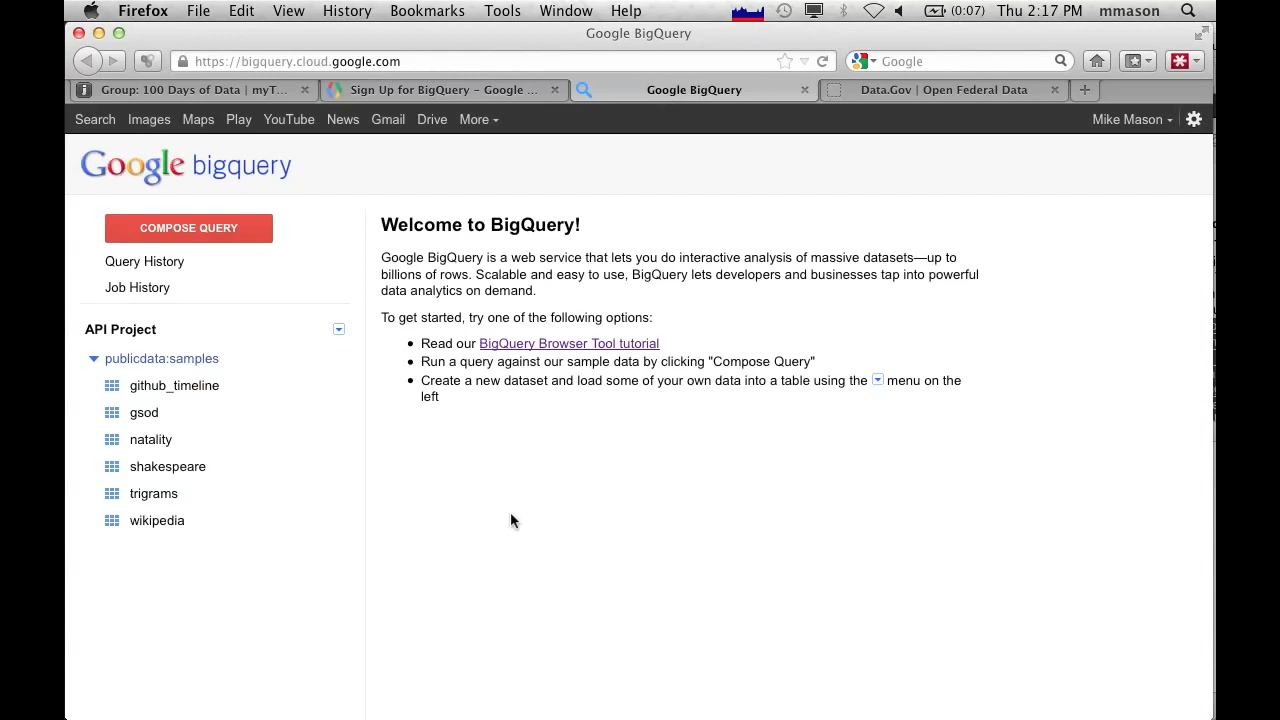 Firefox File Edit View History Bookmarks Tools Window Help (0:07) Thu 2:17 PM mmason
Google BigQuery
https://bigquery.cloud.google.com Google
Group: 100 Days of Data | myT... Sign Up for BigQuery - Google ... Google BigQuery Data.Gov | Open Federal Data
Search Images Maps Play YouTube News Gmail Drive More Mike Mason
Google bigquery
COMPOSE QUERY
Query History
Job History
API Project
publicdata:samples
github_timeline
gsod
natality
shakespeare
trigrams
wikipedia
Welcome to BigQuery!
Google BigQuery is a web service that lets you do interactive analysis of massive datasets—up to
billions of rows. Scalable and easy to use, BigQuery lets developers and businesses tap into powerful
data analytics on demand.
To get started, try one of the following options:
Read our BigQuery Browser Tool tutorial
Run a query against our sample data by clicking "Compose Query"
Create a new dataset and load some of your own data into a table using the menu on the
left